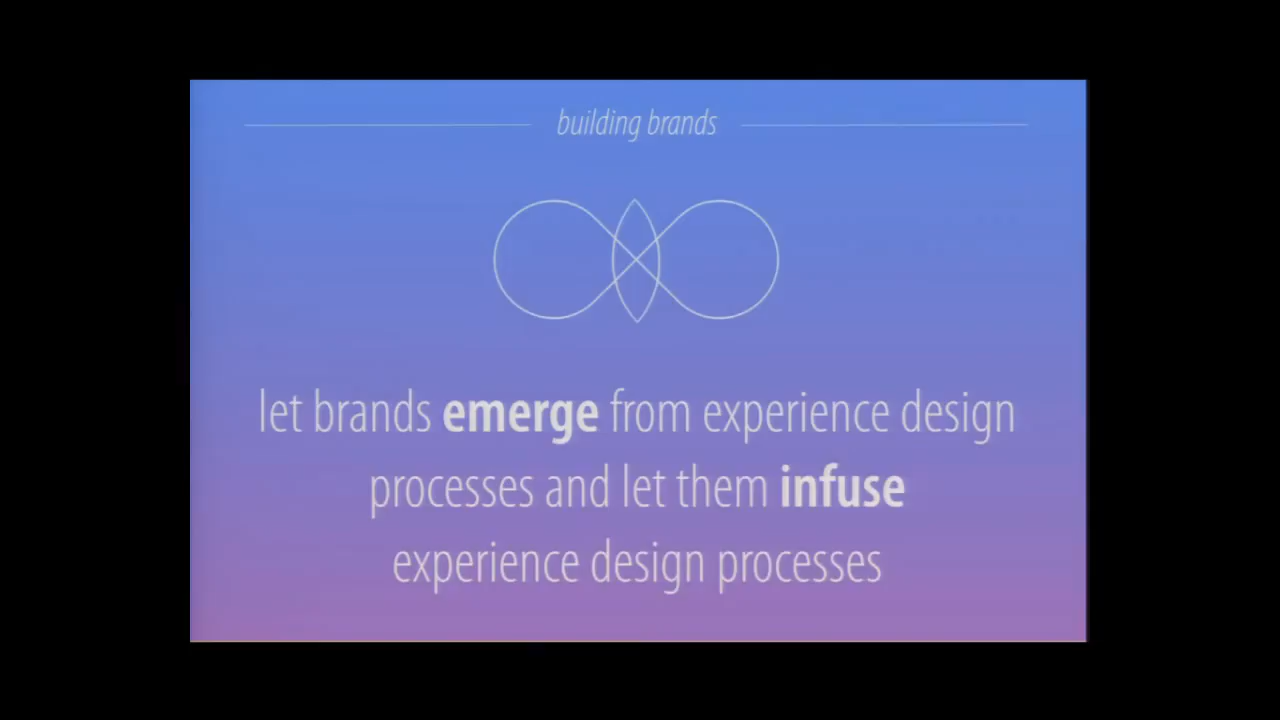 building brands
let brands emerge from experience design
processes and let them infuse
experience design processes